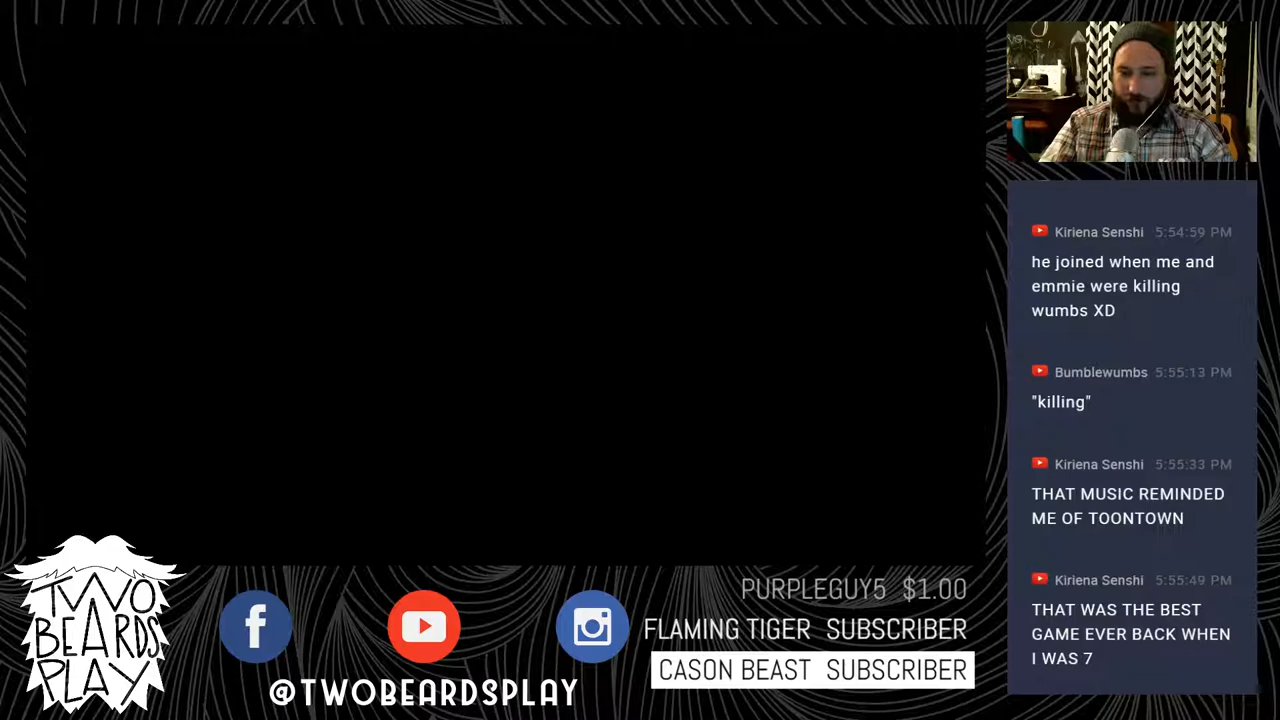 Kiriena Senshi 5:54:59 PM
he joined when me and
emmie were killing
wumbs XD
Bumblewumbs 5:55:13 PM
"killing"
Kiriena Senshi 5:55:33 PM
THAT MUSIC REMINDED
ME OF TOONTOWN
Kiriena Senshi 5:55:49 PM
THAT WAS THE BEST
GAME EVER BACK WHEN
I WAS 7
TWO
BEARDS
PLAY
f
@TWOBEARDSPLAY
PURPLEGUY5 $1.00
FLAMING TIGER SUBSCRIBER
CASON BEAST SUBSCRIBER